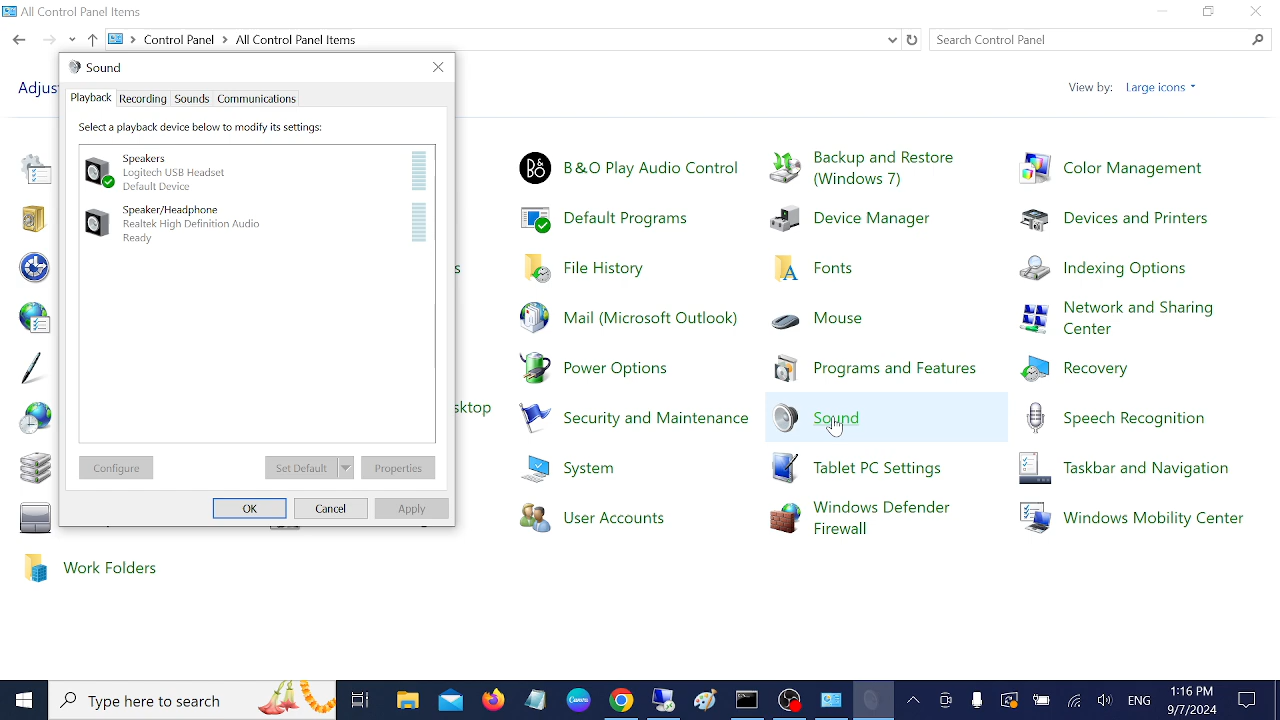 All Control Panel Items
Control Panel > All Control Panel Items
Search Control Panel
Adjus
View by: Large icons
Sound
Playback Recording Sounds Communications
Select a playback device below to modify its settings:
Speakers
USB Headset
Device
Speaker/Headphone
Realtek High Definition Audio
Ready
Configure
Set Default
Properties
OK
Cancel
Apply
B&O Play Audio Control
Backup and Restore
(Windows 7)
Color Management
Default Programs
Device Manager
Devices and Printers
s
File History
Fonts
Indexing Options
Mail (Microsoft Outlook)
Mouse
Network and Sharing
Center
Power Options
Programs and Features
Recovery
sktop
Security and Maintenance
Sound
Speech Recognition
System
Tablet PC Settings
Taskbar and Navigation
User Accounts
Windows Defender
Firewall
Windows Mobility Center
Work Folders
Type here to search
Canva
ENG
PM
9/7/2024